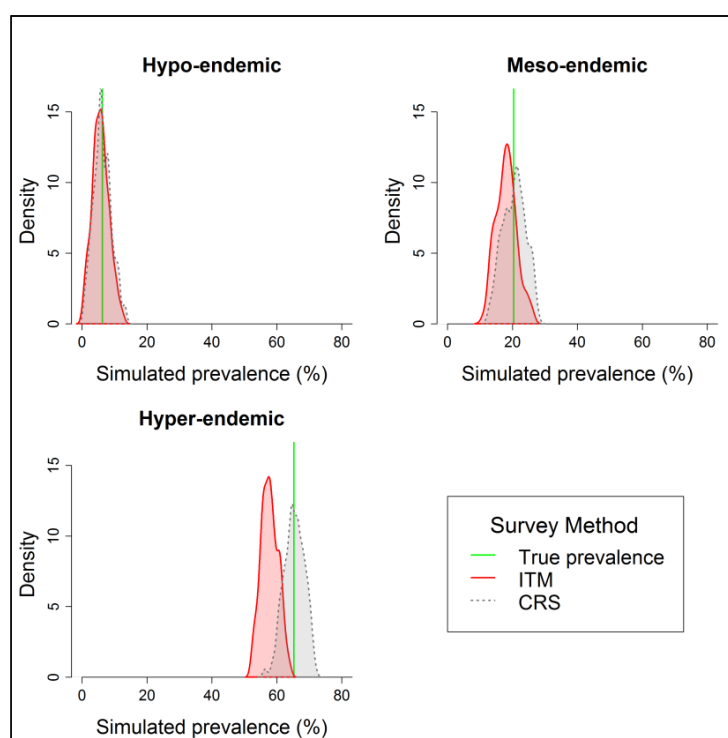 Hypo-endemic
Density
0 5 10 15
0 20 40 60 80
Simulated prevalence (%)
Meso-endemic
Density
0 5 10 15
0 20 40 60 80
Simulated prevalence (%)
Hyper-endemic
Density
0 5 10 15
0 20 40 60 80
Simulated prevalence (%)
Survey Method
True prevalence
ITM
CRS